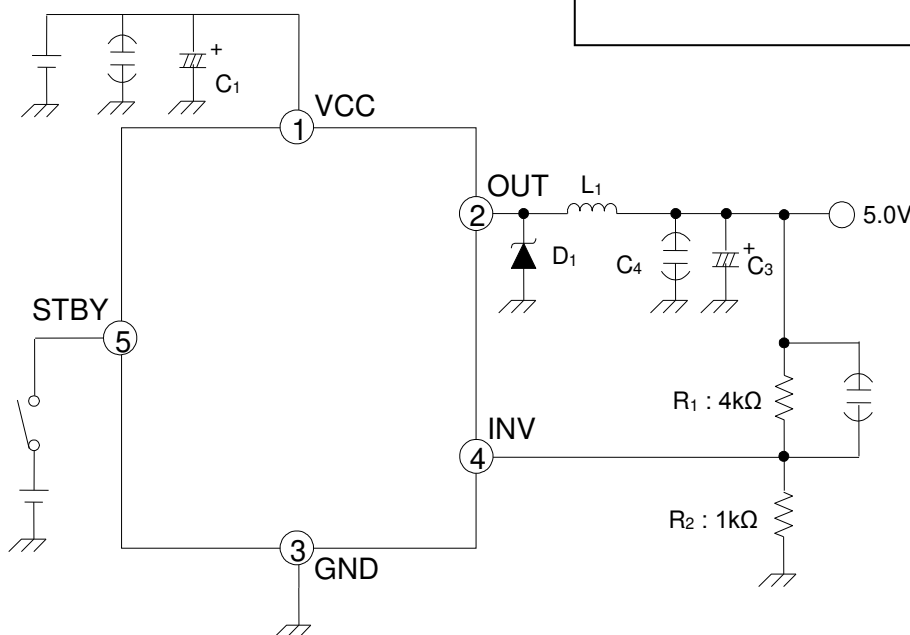 +
C1
VCC
1
OUT
L1
2
5.0V
D1
C4
+
C3
STBY
5
R1 : 4kΩ
INV
4
R2 : 1kΩ
3
GND